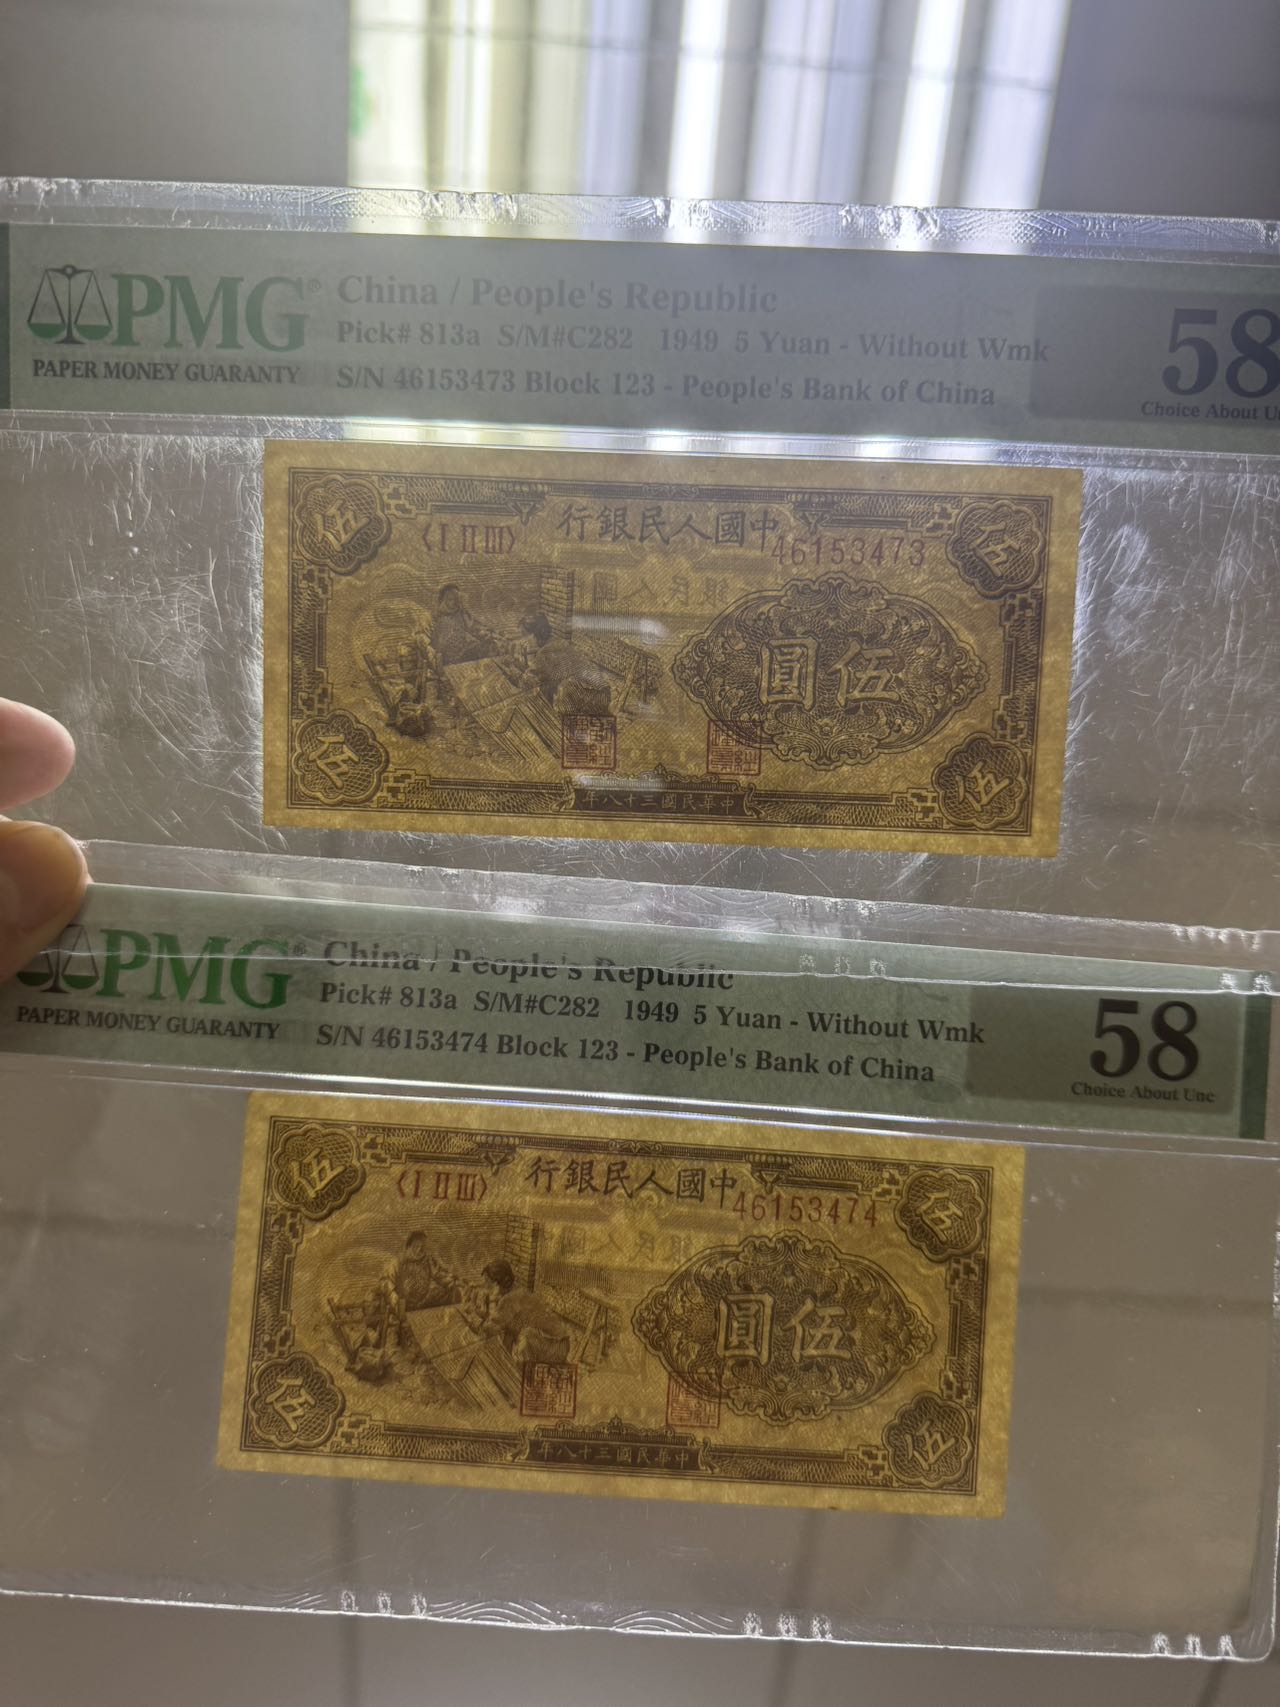 PMG®
PAPER MONEY GUARANTY
China / People's Republic
Pick# 813a S/M#C282 1949 5 Yuan - Without Wmk
S/N 46153473 Block 123 - People's Bank of China
58
Choice About U
伍
〈I II III〉
行銀民人國中
46153473
伍
圓伍
伍
年八十三國民華中
伍
PMG®
PAPER MONEY GUARANTY
China / People's Republic
Pick# 813a S/M#C282 1949 5 Yuan - Without Wmk
S/N 46153474 Block 123 - People's Bank of China
58
Choice About Unc
伍
〈I II III〉
行銀民人國中
46153474
伍
圓伍
伍
年八十三國民華中
伍